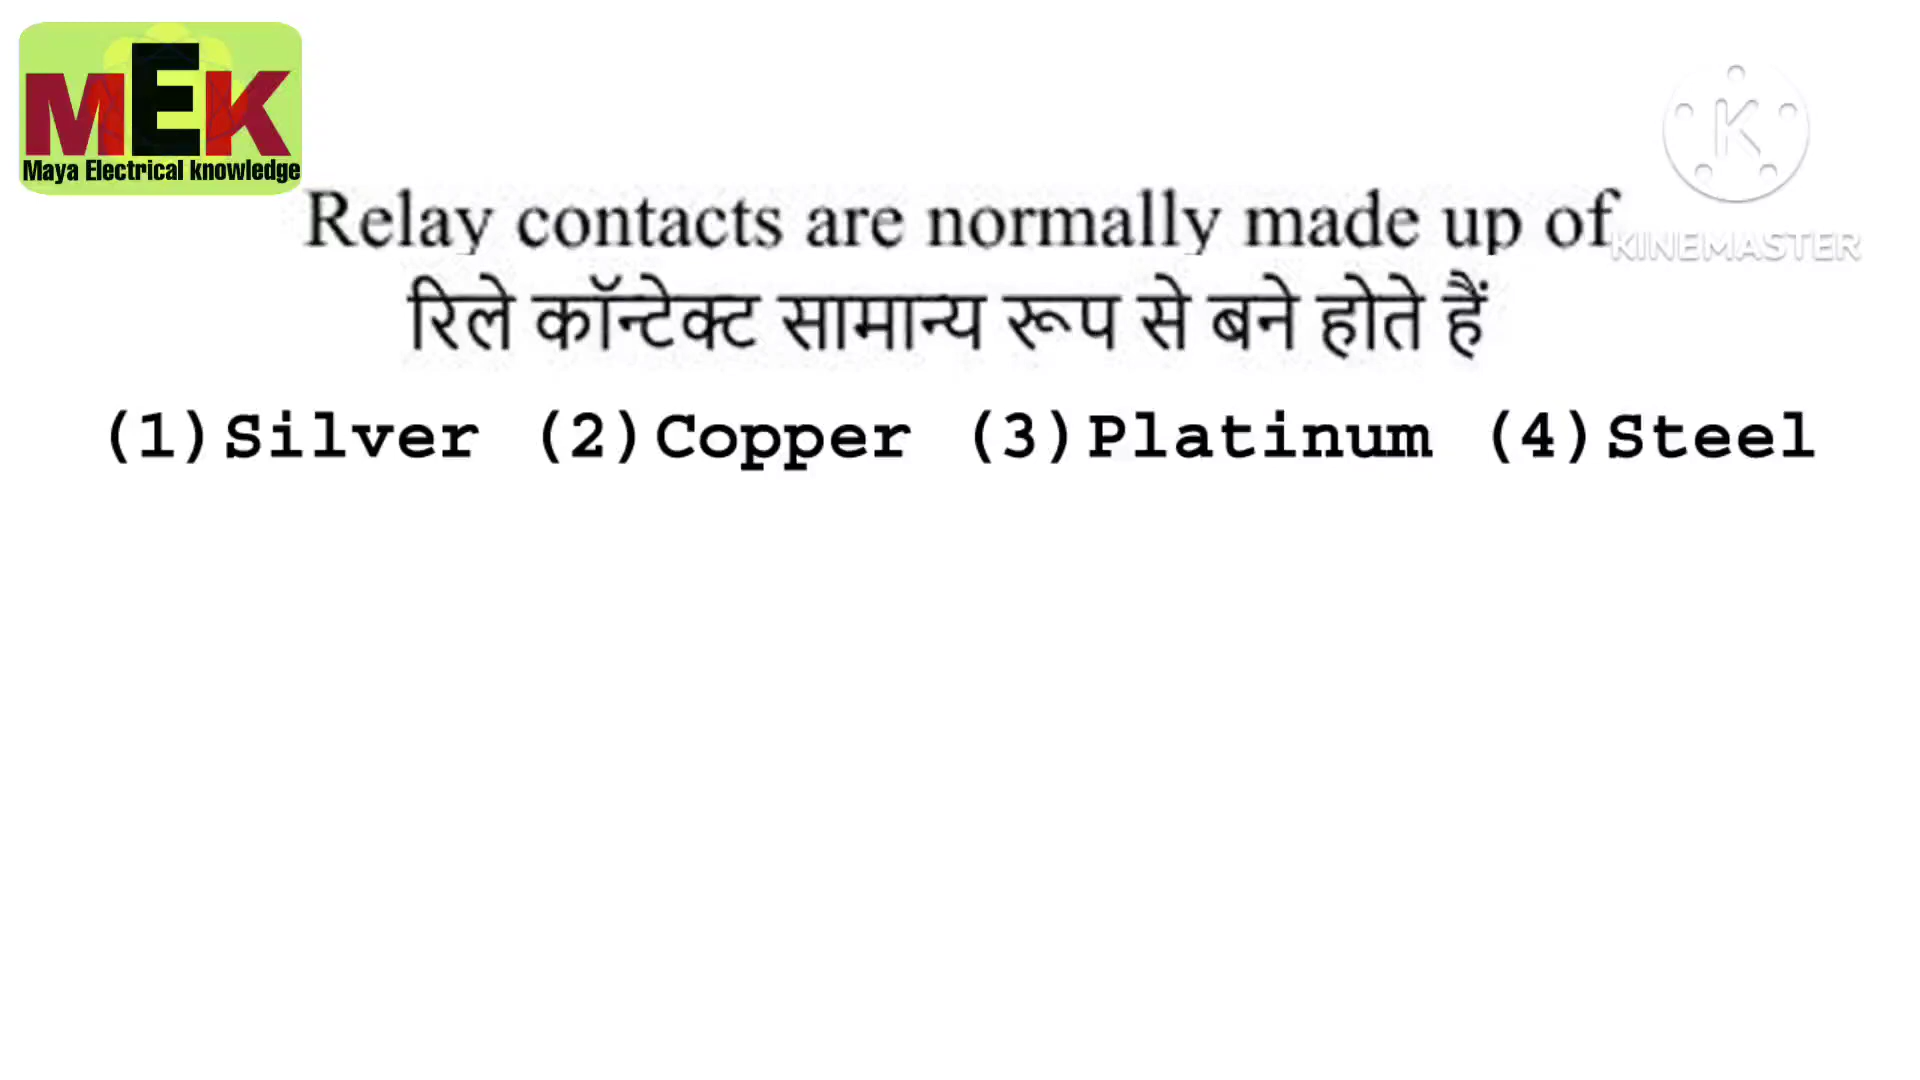 MEK
Maya Electrical knowledge
K
KINEMASTER
Relay contacts are normally made up of
रिले कॉन्टेक्ट सामान्य रूप से बने होते हैं
(1)Silver (2)Copper (3)Platinum (4)Steel